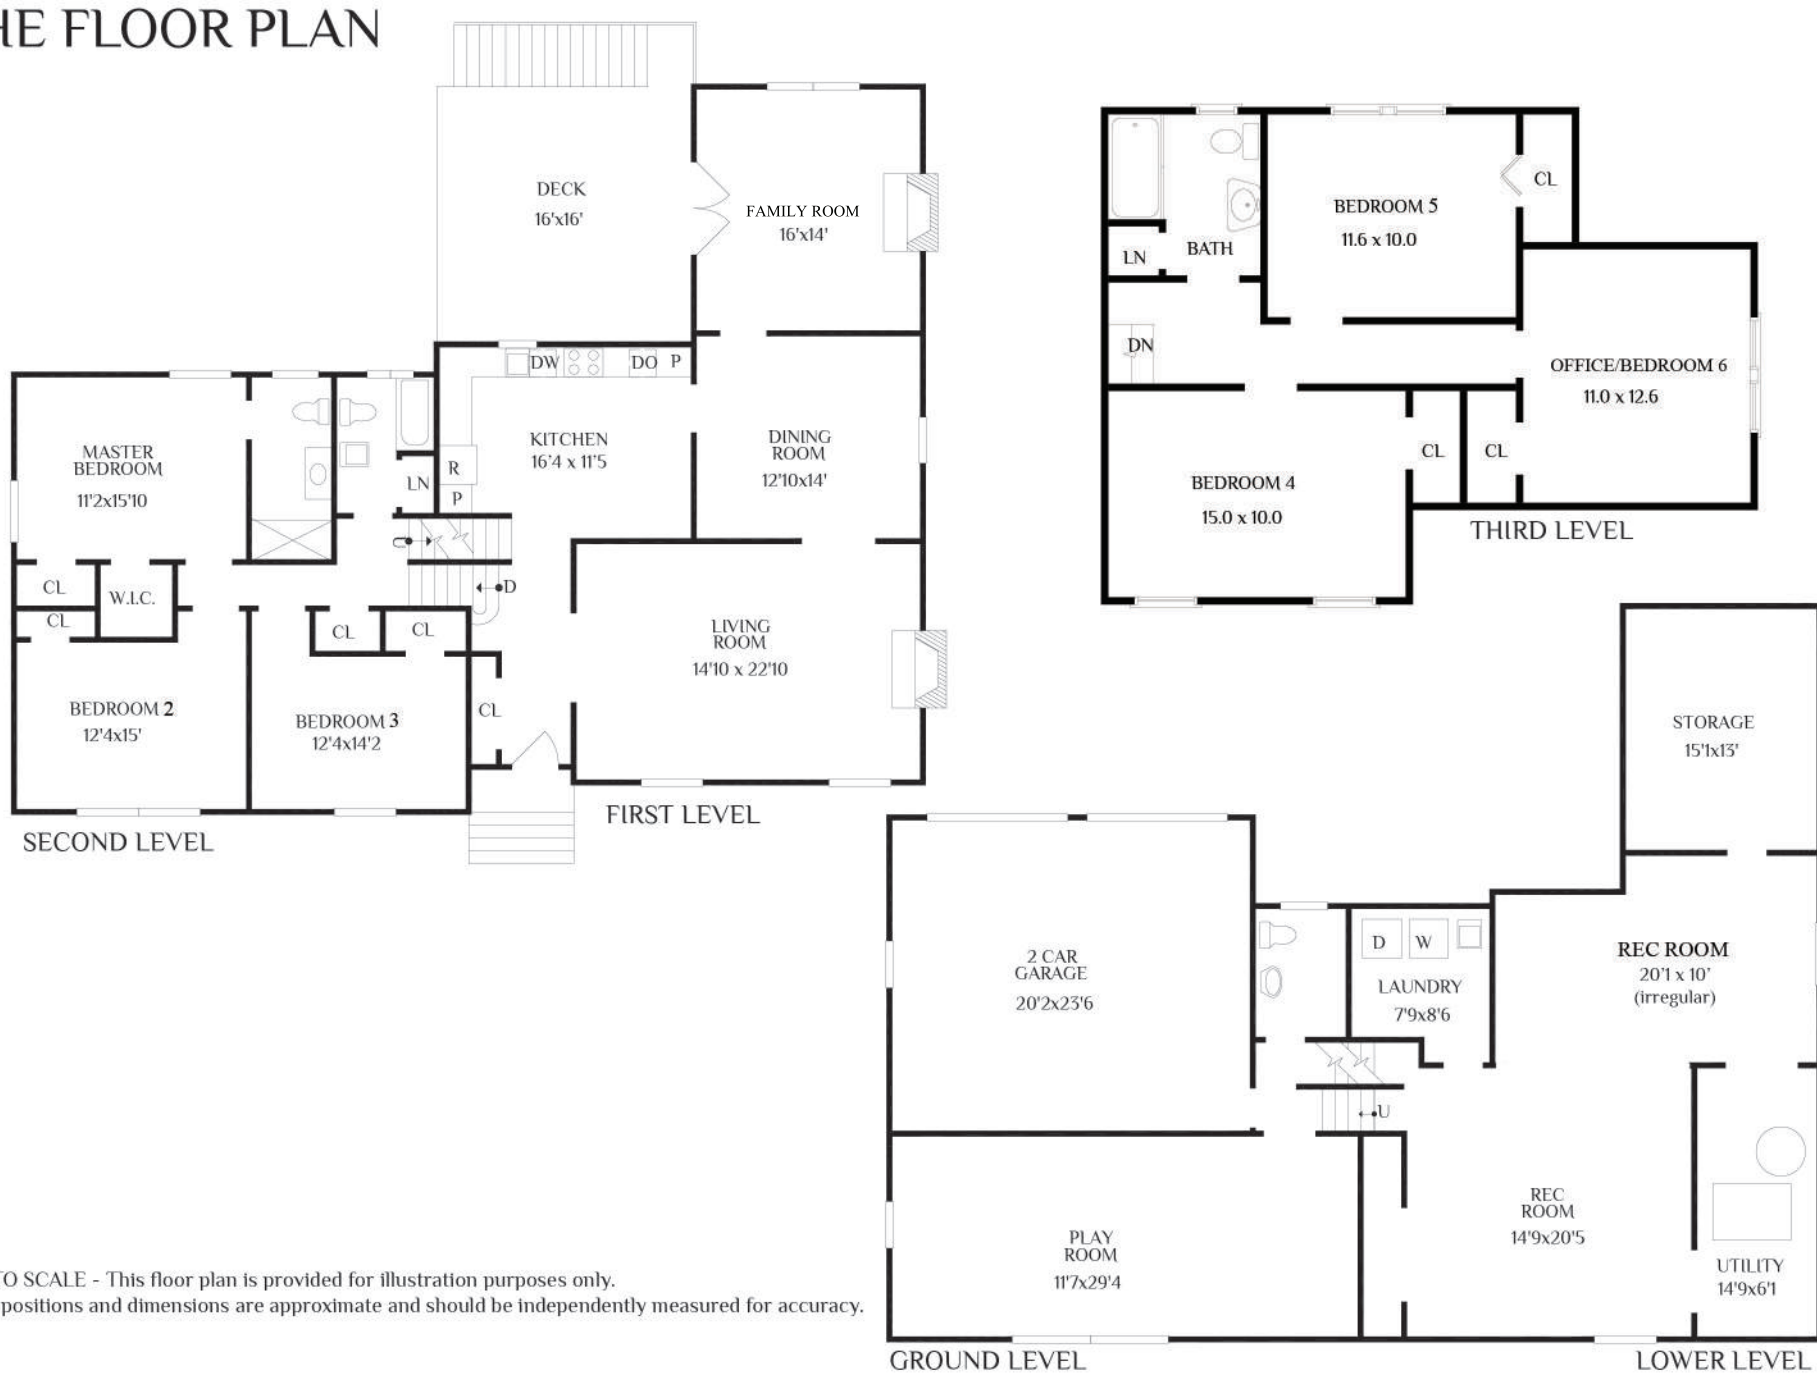 HE FLOOR PLAN
DECK
16'x16'
FAMILY ROOM
16'x14'
DW
DO
P
KITCHEN
16'4 x 11'5
R
P
DINING
ROOM
12'10x14'
LIVING
ROOM
14'10 x 22'10
D
CL
FIRST LEVEL
MASTER
BEDROOM
11'2x15'10
LN
U
CL
W.I.C.
CL
CL
CL
BEDROOM 2
12'4x15'
BEDROOM 3
12'4x14'2
SECOND LEVEL
BATH
LN
DN
BEDROOM 5
11.6 x 10.0
CL
OFFICE/BEDROOM 6
11.0 x 12.6
CL
CL
BEDROOM 4
15.0 x 10.0
THIRD LEVEL
STORAGE
15'1x13'
REC ROOM
20'1 x 10'
(irregular)
2 CAR
GARAGE
20'2x23'6
D
W
LAUNDRY
7'9x8'6
U
PLAY
ROOM
11'7x29'4
REC
ROOM
14'9x20'5
UTILITY
14'9x6'1
GROUND LEVEL
LOWER LEVEL
TO SCALE - This floor plan is provided for illustration purposes only.
positions and dimensions are approximate and should be independently measured for accuracy.